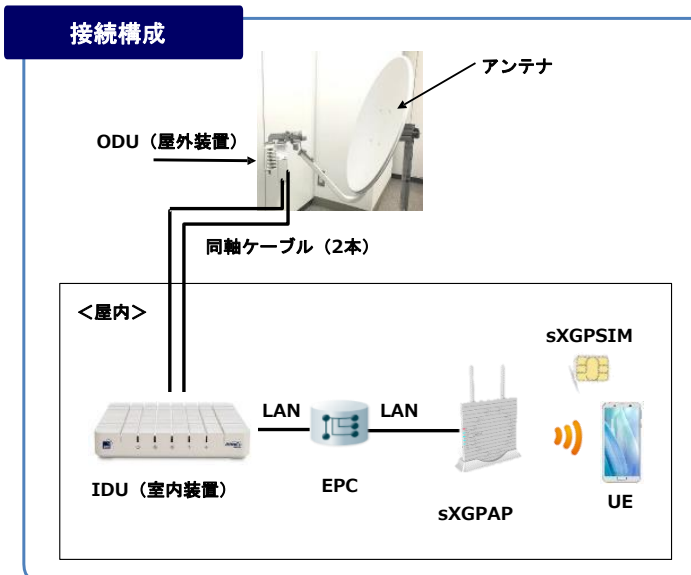 接続構成
アンテナ
ODU（屋外装置）
同軸ケーブル（2本）
＜屋内＞
sXGPSIM
LAN
LAN
IDU（室内装置）
EPC
sXGPAP
UE